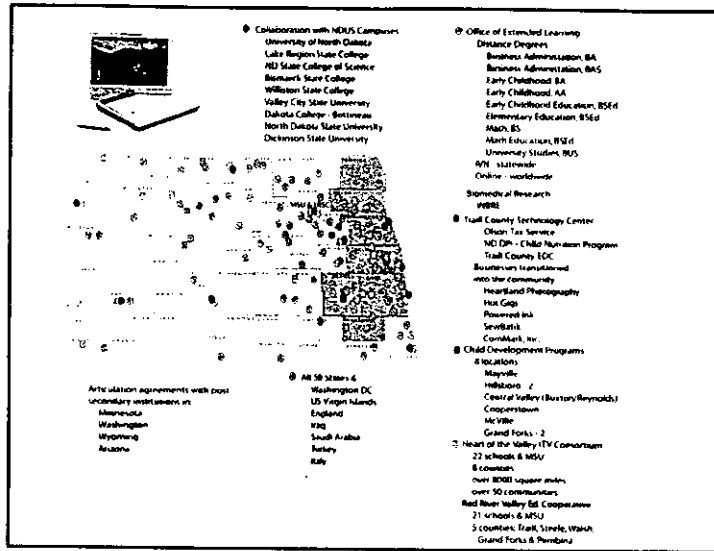 Collaboration with NDUS Campuses
University of North Dakota
Lake Region State College
ND State College of Science
Bismarck State College
Williston State College
Valley City State University
Dakota College - Bottineau
North Dakota State University
Dickinson State University
Office of Extended Learning
Distance Degrees
Business Administration, BA
Business Administration, BAS
Early Childhood, BA
Early Childhood, AA
Early Childhood Education, BSEd
Elementary Education, BSEd
Math, BS
Math Education, BSEd
University Studies, BUS
IVN - statewide
Online - worldwide
Biomedical Research
Traill County Technology Center
Olson Tax Service
ND DPI - Child Nutrition Program
Traill County EDC
Businesses transitioned
into the community
Heartland Photography
Hot Gigs
Powered Ink
SewBatik
ComMark, Inc.
Child Development Programs
8 locations
Mayville
Hillsboro - 2
Central Valley (Buxton/Reynolds)
Cooperstown
McVille
Grand Forks - 2
Heart of the Valley ITV Consortium
22 schools & MSU
6 counties
over 8000 square miles
over 50 communities
Red River Valley Ed. Cooperative
21 schools & MSU
5 counties: Traill, Steele, Walsh,
Grand Forks & Pembina
Articulation agreements with post
secondary institutions in:
Minnesota
Washington
Wyoming
Arizona
All 50 States &
Washington DC
US Virgin Islands
England
Iraq
Saudi Arabia
Turkey
Italy